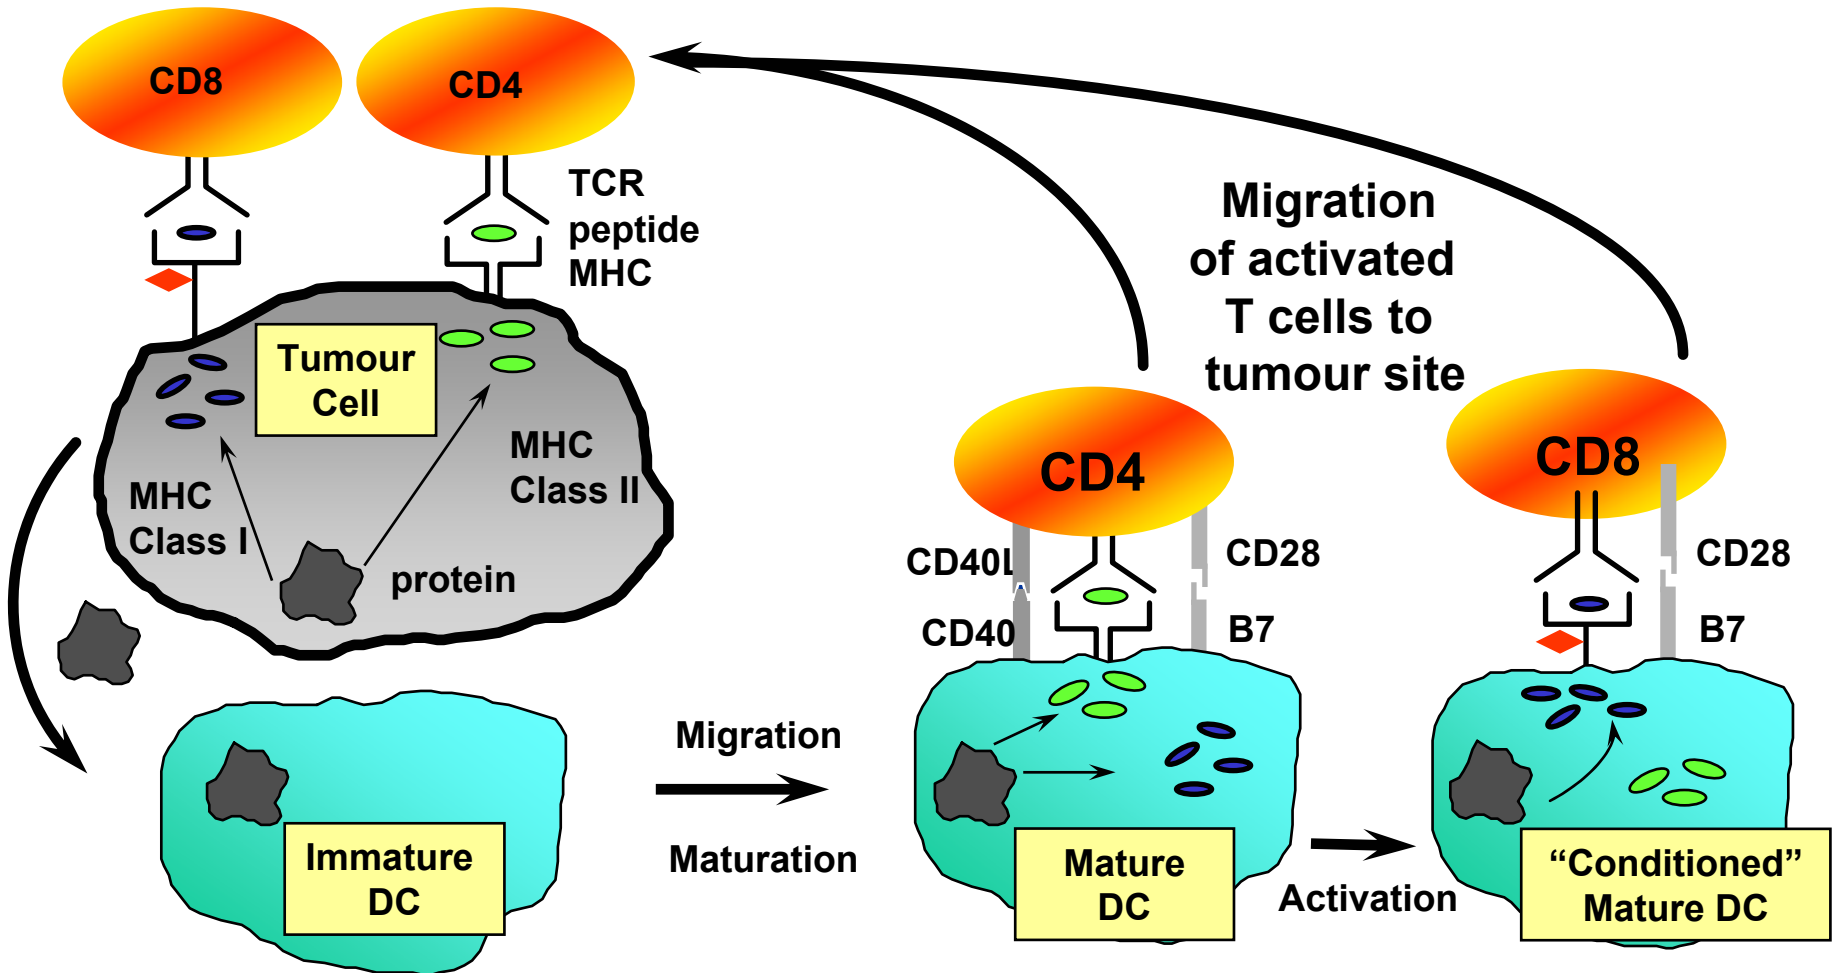 CD8
CD4
TCR
peptide
MHC
Tumour
Cell
MHC
Class I
MHC
Class II
protein
Migration
of activated
T cells to
tumour site
CD4
CD8
CD40L
CD28
CD40
B7
CD28
B7
Immature
DC
Migration
Maturation
Mature
DC
Activation
“Conditioned”
Mature DC